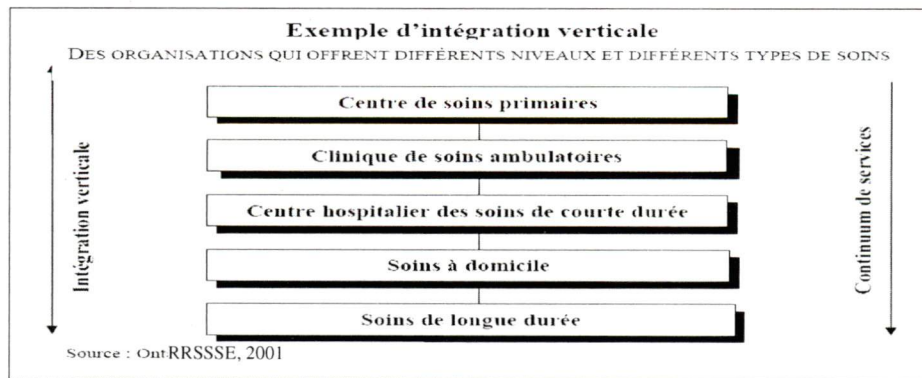 Exemple d'intégration verticale
DES ORGANISATIONS QUI OFFRENT DIFFÉRENTS NIVEAUX ET DIFFÉRENTS TYPES DE SOINS
Intégration verticale
Centre de soins primaires
Clinique de soins ambulatoires
Centre hospitalier des soins de courte durée
Soins à domicile
Soins de longue durée
Continuum de services
Source : Ont-RRSSSE, 2001